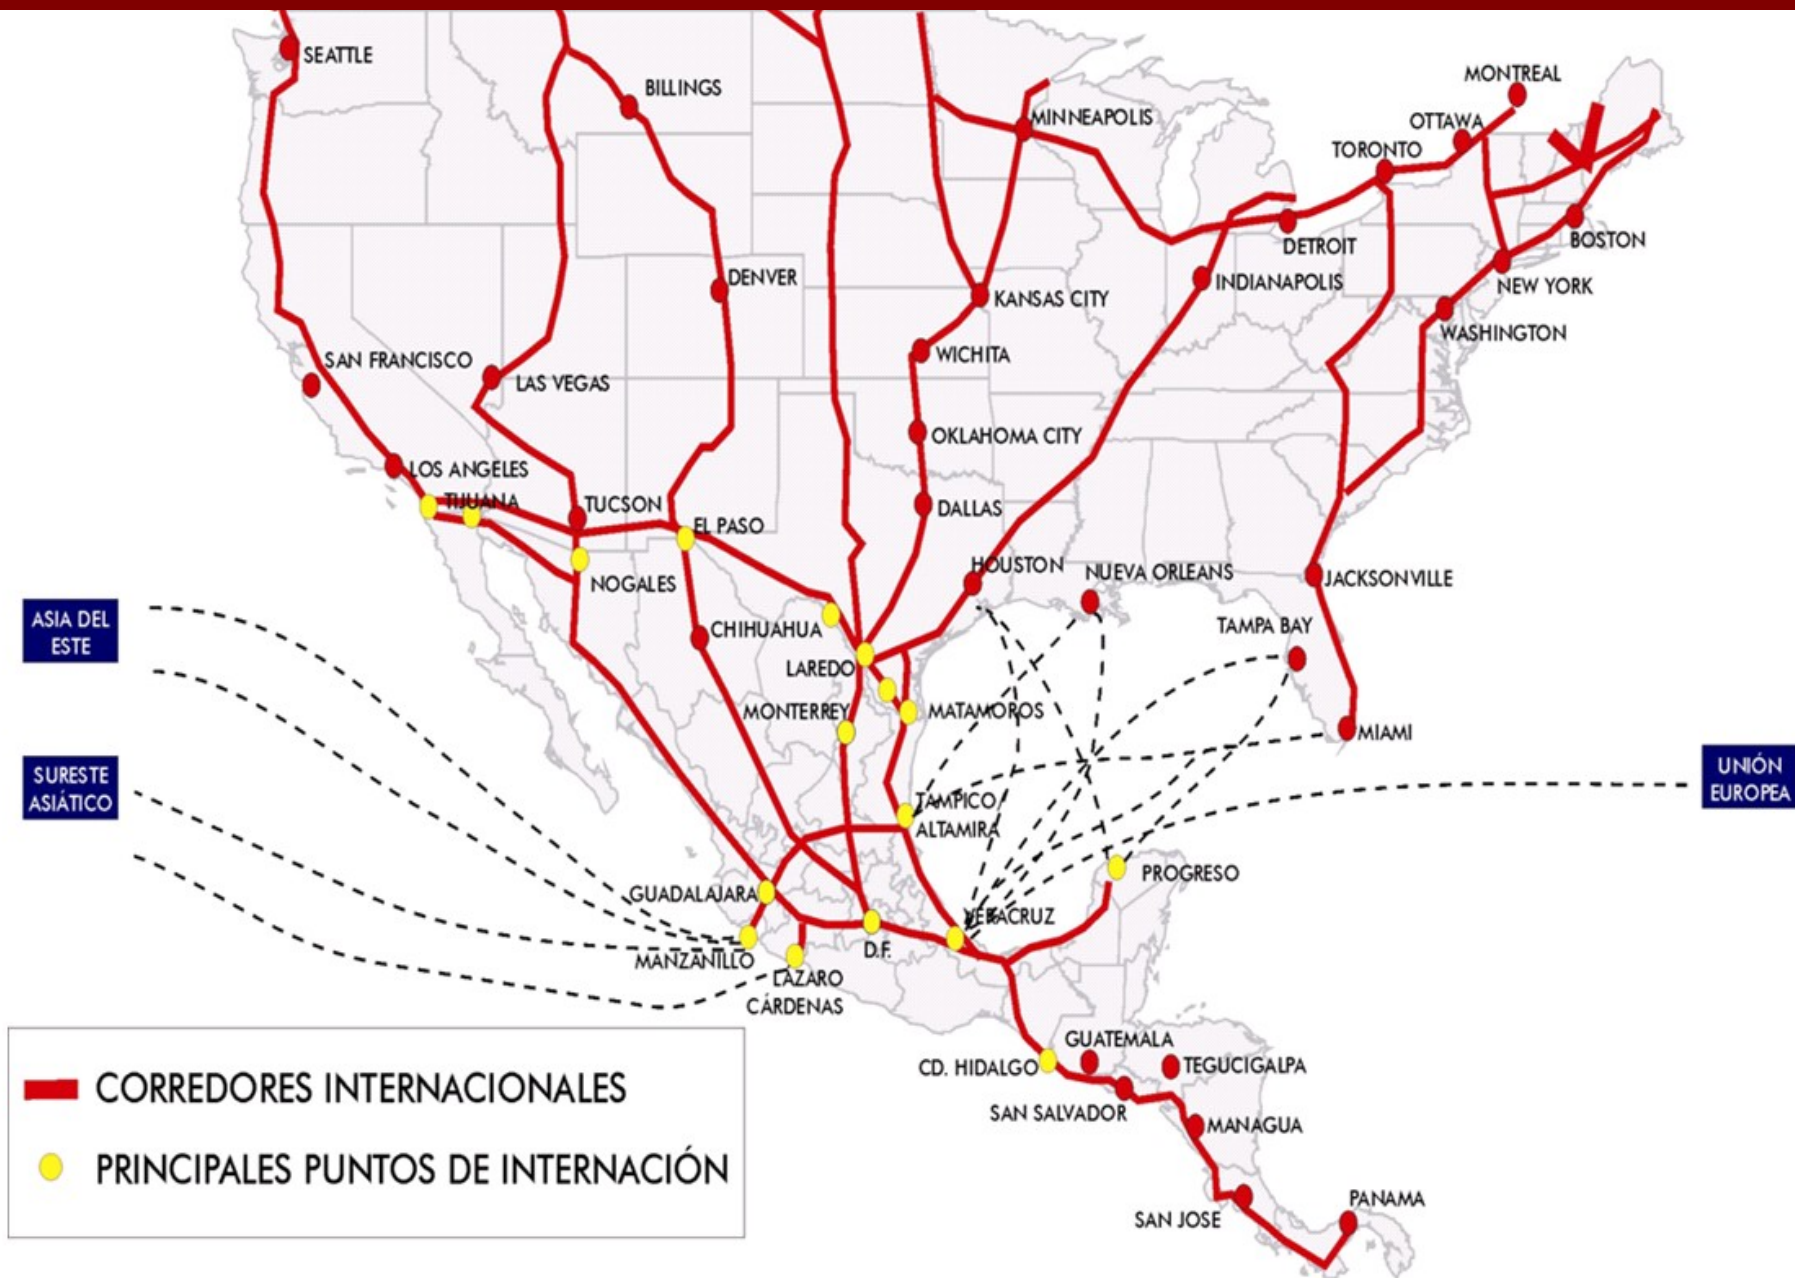 SEATTLE
BILLINGS
MINNEAPOLIS
MONTREAL
OTTAWA
TORONTO
DETROIT
BOSTON
INDIANAPOLIS
NEW YORK
WASHINGTON
DENVER
KANSAS CITY
SAN FRANCISCO
LAS VEGAS
WICHITA
OKLAHOMA CITY
LOS ANGELES
TIJUANA
TUCSON
EL PASO
DALLAS
NOGALES
HOUSTON
NUEVA ORLEANS
JACKSONVILLE
ASIA DEL
ESTE
CHIHUAHUA
TAMPA BAY
LAREDO
MONTERREY
MATAMOROS
MIAMI
SURESTE
ASIÁTICO
UNIÓN
EUROPEA
TAMPICO
ALTAMIRA
PROGRESO
GUADALAJARA
VERACRUZ
MANZANILLO
D.F.
LAZARO
CÁRDENAS
GUATEMALA
CD. HIDALGO
TEGUCIGALPA
SAN SALVADOR
MANAGUA
SAN JOSE
PANAMA
CORREDORES INTERNACIONALES
PRINCIPALES PUNTOS DE INTERNACIÓN